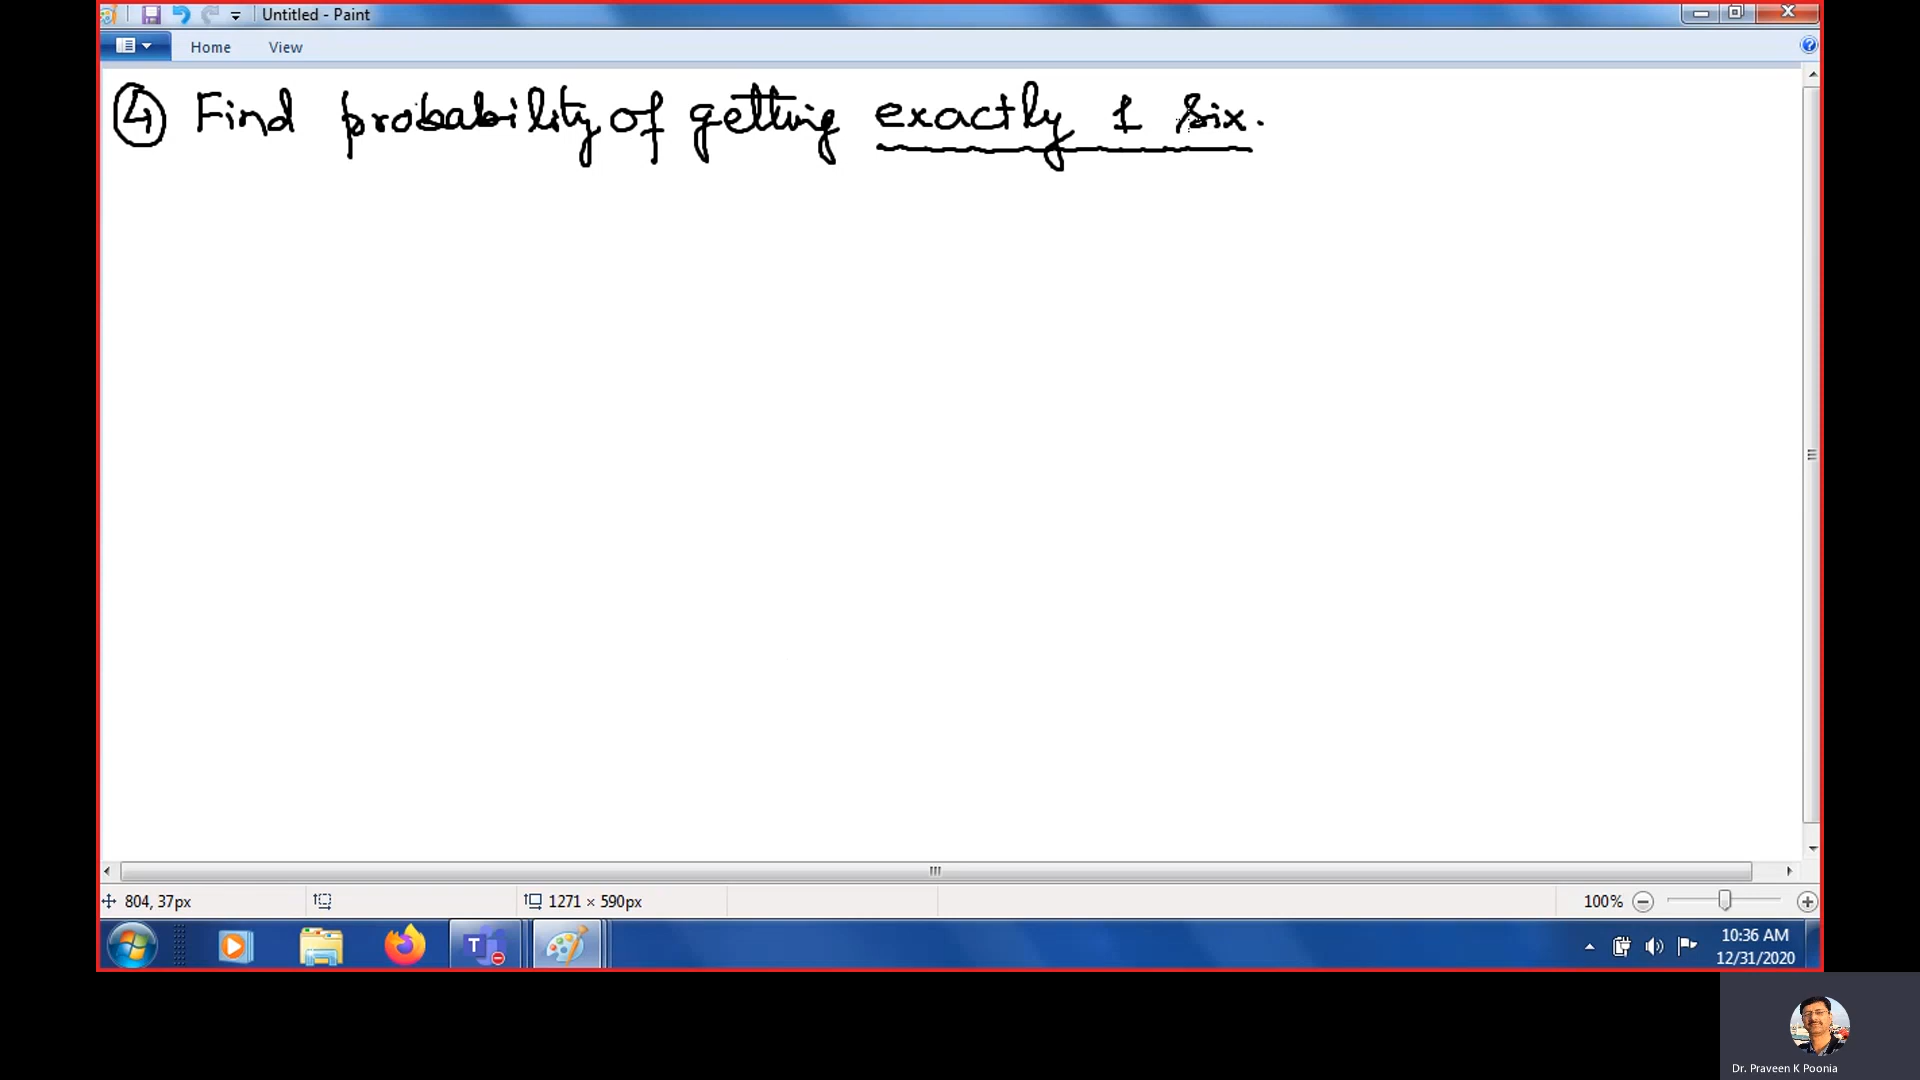 Untitled - Paint
Home View
④ Find probability of getting exactly 1 six.
804, 37px
1271 × 590px
100%
T
10:36 AM
12/31/2020
Dr. Praveen K Poonia